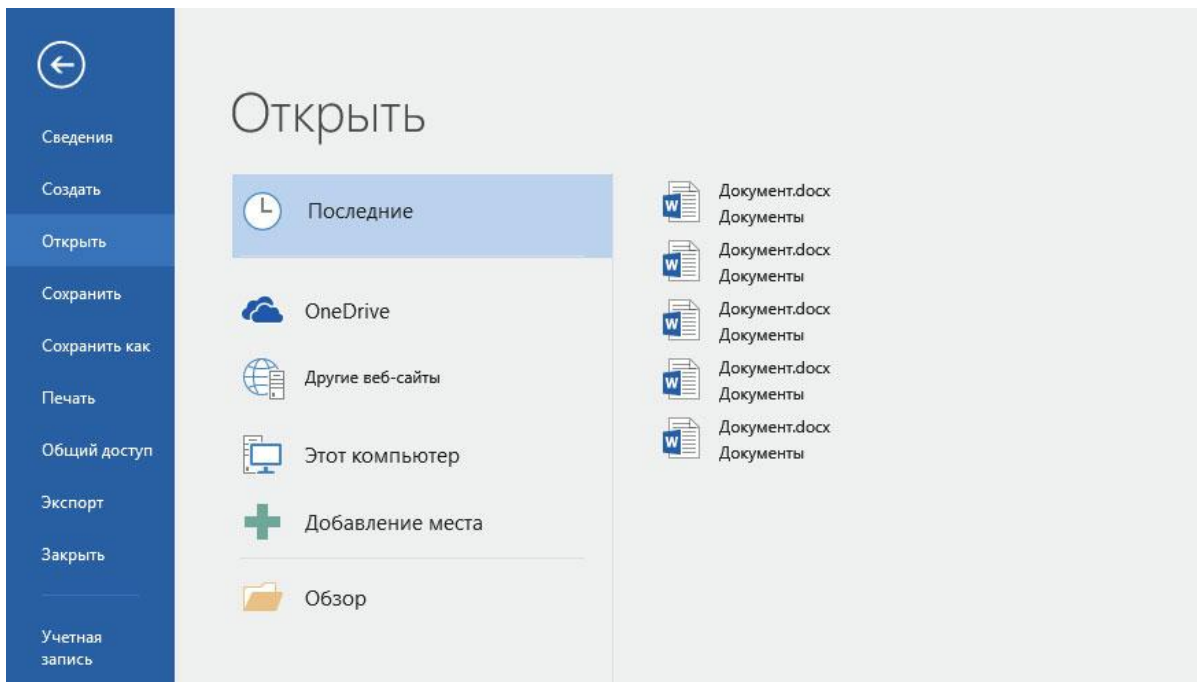 Открыть
Сведения
Создать
Открыть
Сохранить
Сохранить как
Печать
Общий доступ
Экспорт
Закрыть
Учетная
запись
Последние
OneDrive
Другие веб-сайты
Этот компьютер
Добавление места
Обзор
W
Документ.docx
Документы
W
Документ.docx
Документы
W
Документ.docx
Документы
W
Документ.docx
Документы
W
Документ.docx
Документы